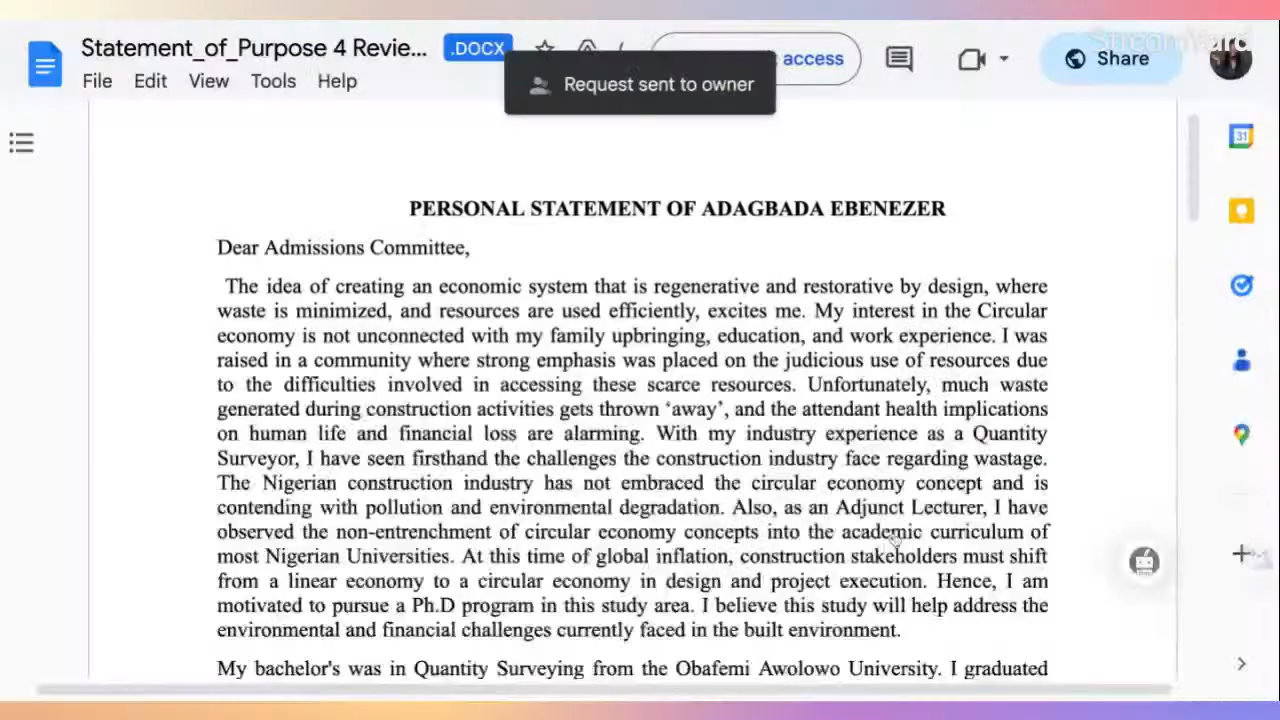 Statement_of_Purpose 4 Revie...
.DOCX
access
Share
StreamYard
File Edit View Tools Help
Request sent to owner
31
PERSONAL STATEMENT OF ADAGBADA EBENEZER
Dear Admissions Committee,
The idea of creating an economic system that is regenerative and restorative by design, where
waste is minimized, and resources are used efficiently, excites me. My interest in the Circular
economy is not unconnected with my family upbringing, education, and work experience. I was
raised in a community where strong emphasis was placed on the judicious use of resources due
to the difficulties involved in accessing these scarce resources. Unfortunately, much waste
generated during construction activities gets thrown ‘away’, and the attendant health implications
on human life and financial loss are alarming. With my industry experience as a Quantity
Surveyor, I have seen firsthand the challenges the construction industry face regarding wastage.
The Nigerian construction industry has not embraced the circular economy concept and is
contending with pollution and environmental degradation. Also, as an Adjunct Lecturer, I have
observed the non-entrenchment of circular economy concepts into the academic curriculum of
most Nigerian Universities. At this time of global inflation, construction stakeholders must shift
from a linear economy to a circular economy in design and project execution. Hence, I am
motivated to pursue a Ph.D program in this study area. I believe this study will help address the
environmental and financial challenges currently faced in the built environment.
My bachelor's was in Quantity Surveying from the Obafemi Awolowo University. I graduated